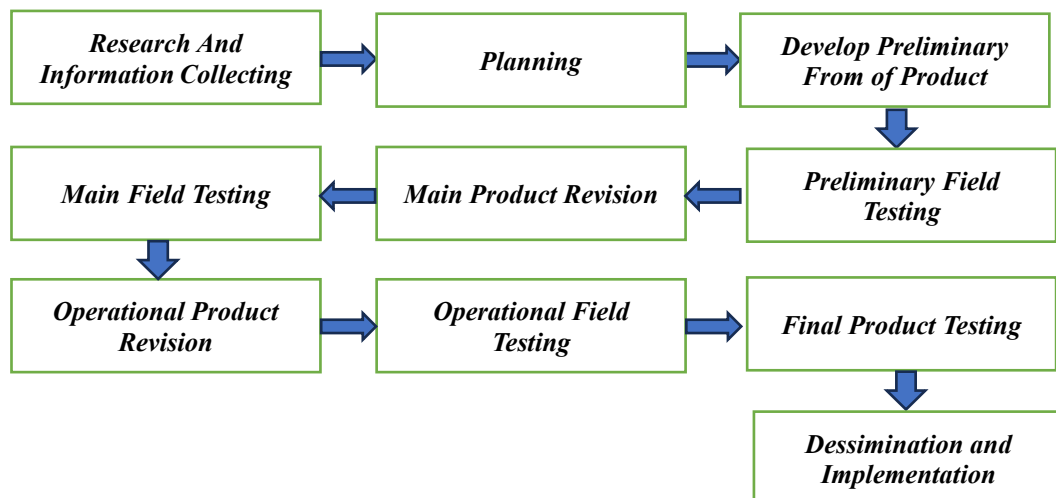 Research And
Information Collecting
Planning
Develop Preliminary
From of Product
Preliminary Field
Testing
Main Product Revision
Main Field Testing
Operational Product
Revision
Operational Field
Testing
Final Product Testing
Dessimination and
Implementation